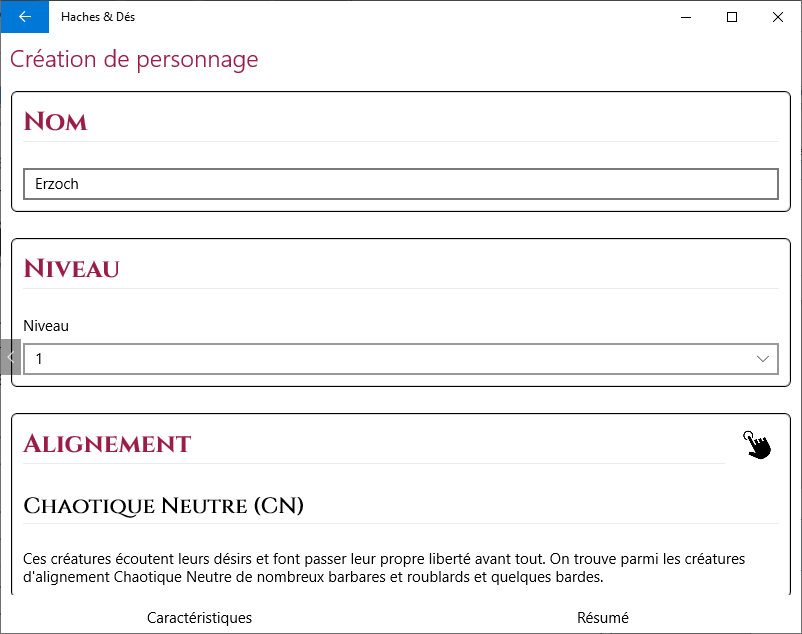 Haches & Dés
Création de personnage
Nom
Erzoch
Niveau
Niveau
1
Alignement
Chaotique Neutre (CN)
Ces créatures écoutent leurs désirs et font passer leur propre liberté avant tout. On trouve parmi les créatures
d'alignement Chaotique Neutre de nombreux barbares et roublards et quelques bardes.
Caractéristiques
Résumé